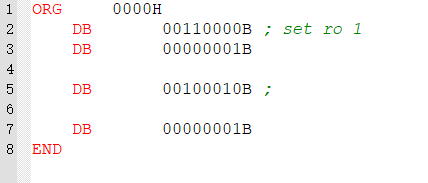 1 ORG 0000H
2 DB 00110000B ; set ro 1
3 DB 00000001B
4
5 DB 00100010B ;
6
7 DB 00000001B
8 END